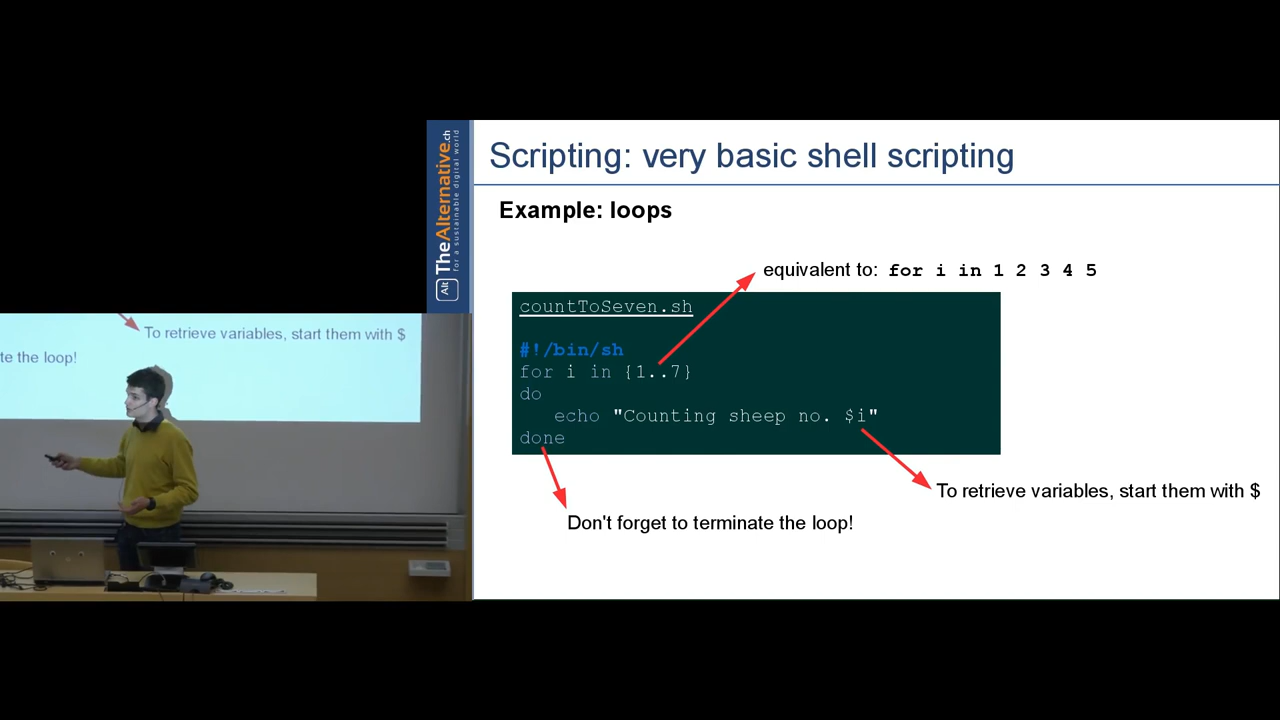 Scripting: very basic shell scripting
Example: loops
equivalent to: for i in 1 2 3 4 5
countToSeven.sh
#!/bin/sh
for i in {1..7}
do
echo "Counting sheep no. $i"
done
To retrieve variables, start them with $
Don't forget to terminate the loop!
Alt TheAlternative.ch
for a sustainable digital world
To retrieve variables, start them with $
te the loop!